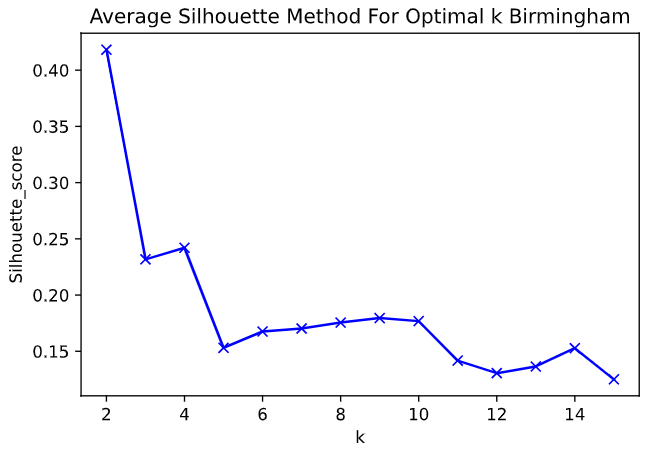 Average Silhouette Method For Optimal k Birmingham
Silhouette_score
0.40
0.35
0.30
0.25
0.20
0.15
2 4 6 8 10 12 14
k